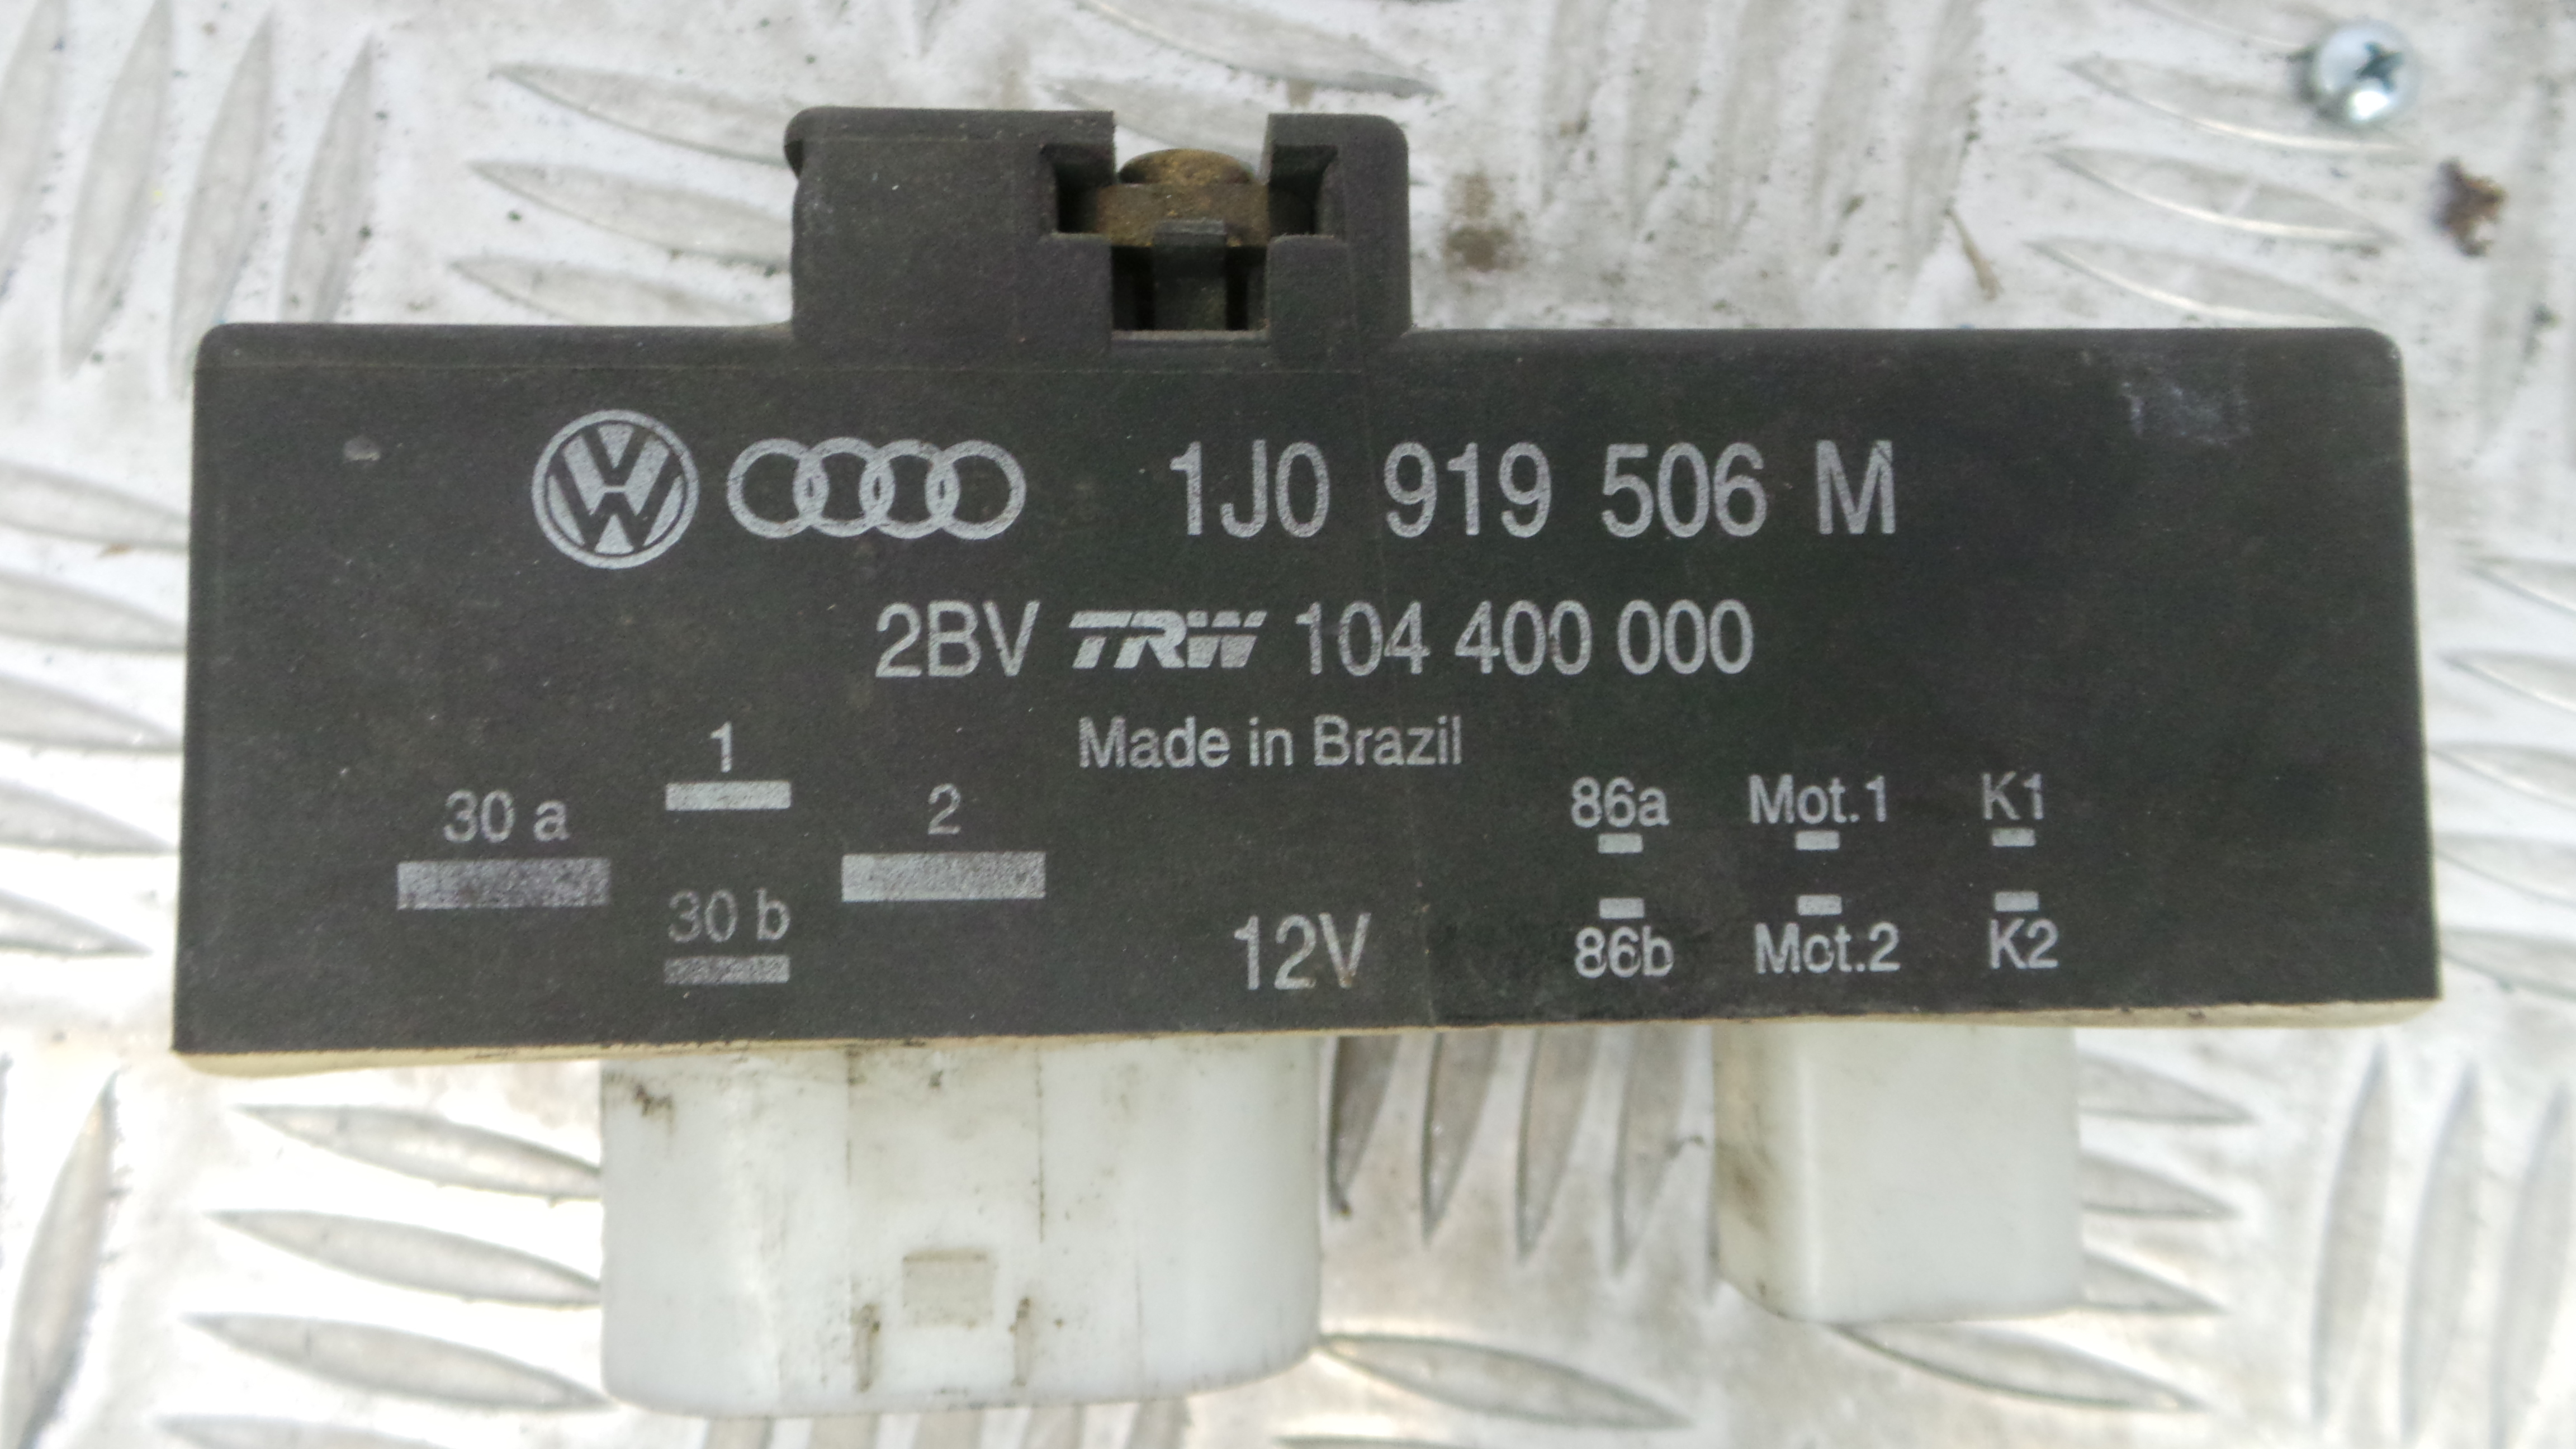 1J0 919 506 M
2BV TRW 104 400 000
Made in Brazil
1
30 a
2
30 b
12V
86a Mot.1 K1
86b Mot.2 K2